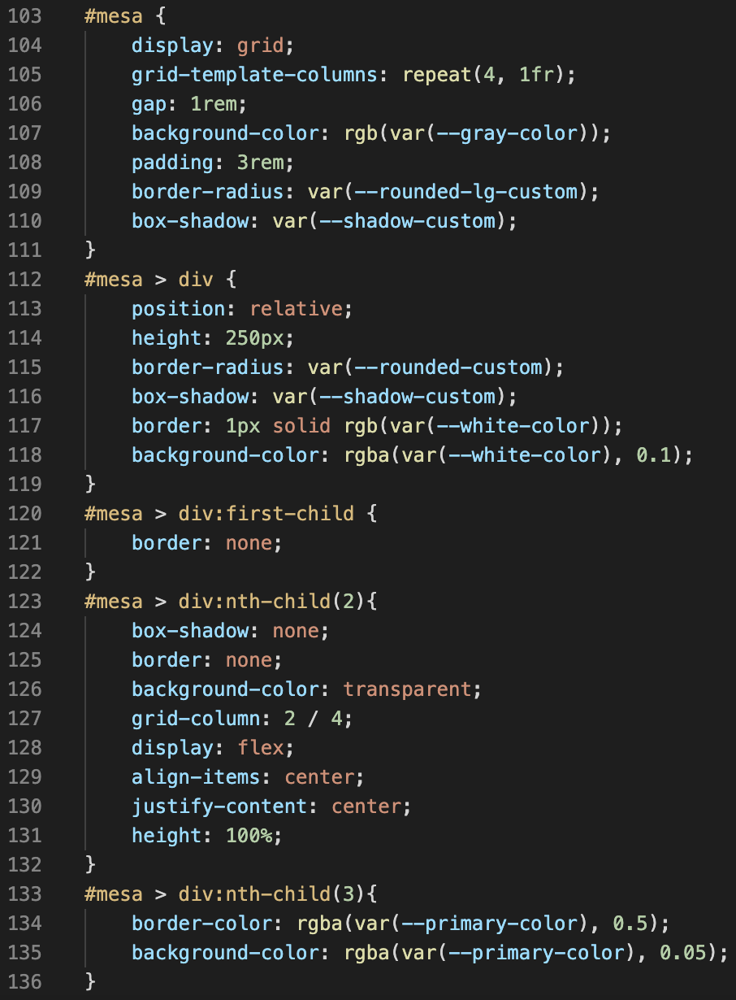 103 #mesa {
104     display: grid;
105     grid-template-columns: repeat(4, 1fr);
106     gap: 1rem;
107     background-color: rgb(var(--gray-color));
108     padding: 3rem;
109     border-radius: var(--rounded-lg-custom);
110     box-shadow: var(--shadow-custom);
111 }
112 #mesa > div {
113     position: relative;
114     height: 250px;
115     border-radius: var(--rounded-custom);
116     box-shadow: var(--shadow-custom);
117     border: 1px solid rgb(var(--white-color));
118     background-color: rgba(var(--white-color), 0.1);
119 }
120 #mesa > div:first-child {
121     border: none;
122 }
123 #mesa > div:nth-child(2){
124     box-shadow: none;
125     border: none;
126     background-color: transparent;
127     grid-column: 2 / 4;
128     display: flex;
129     align-items: center;
130     justify-content: center;
131     height: 100%;
132 }
133 #mesa > div:nth-child(3){
134     border-color: rgba(var(--primary-color), 0.5);
135     background-color: rgba(var(--primary-color), 0.05);
136 }